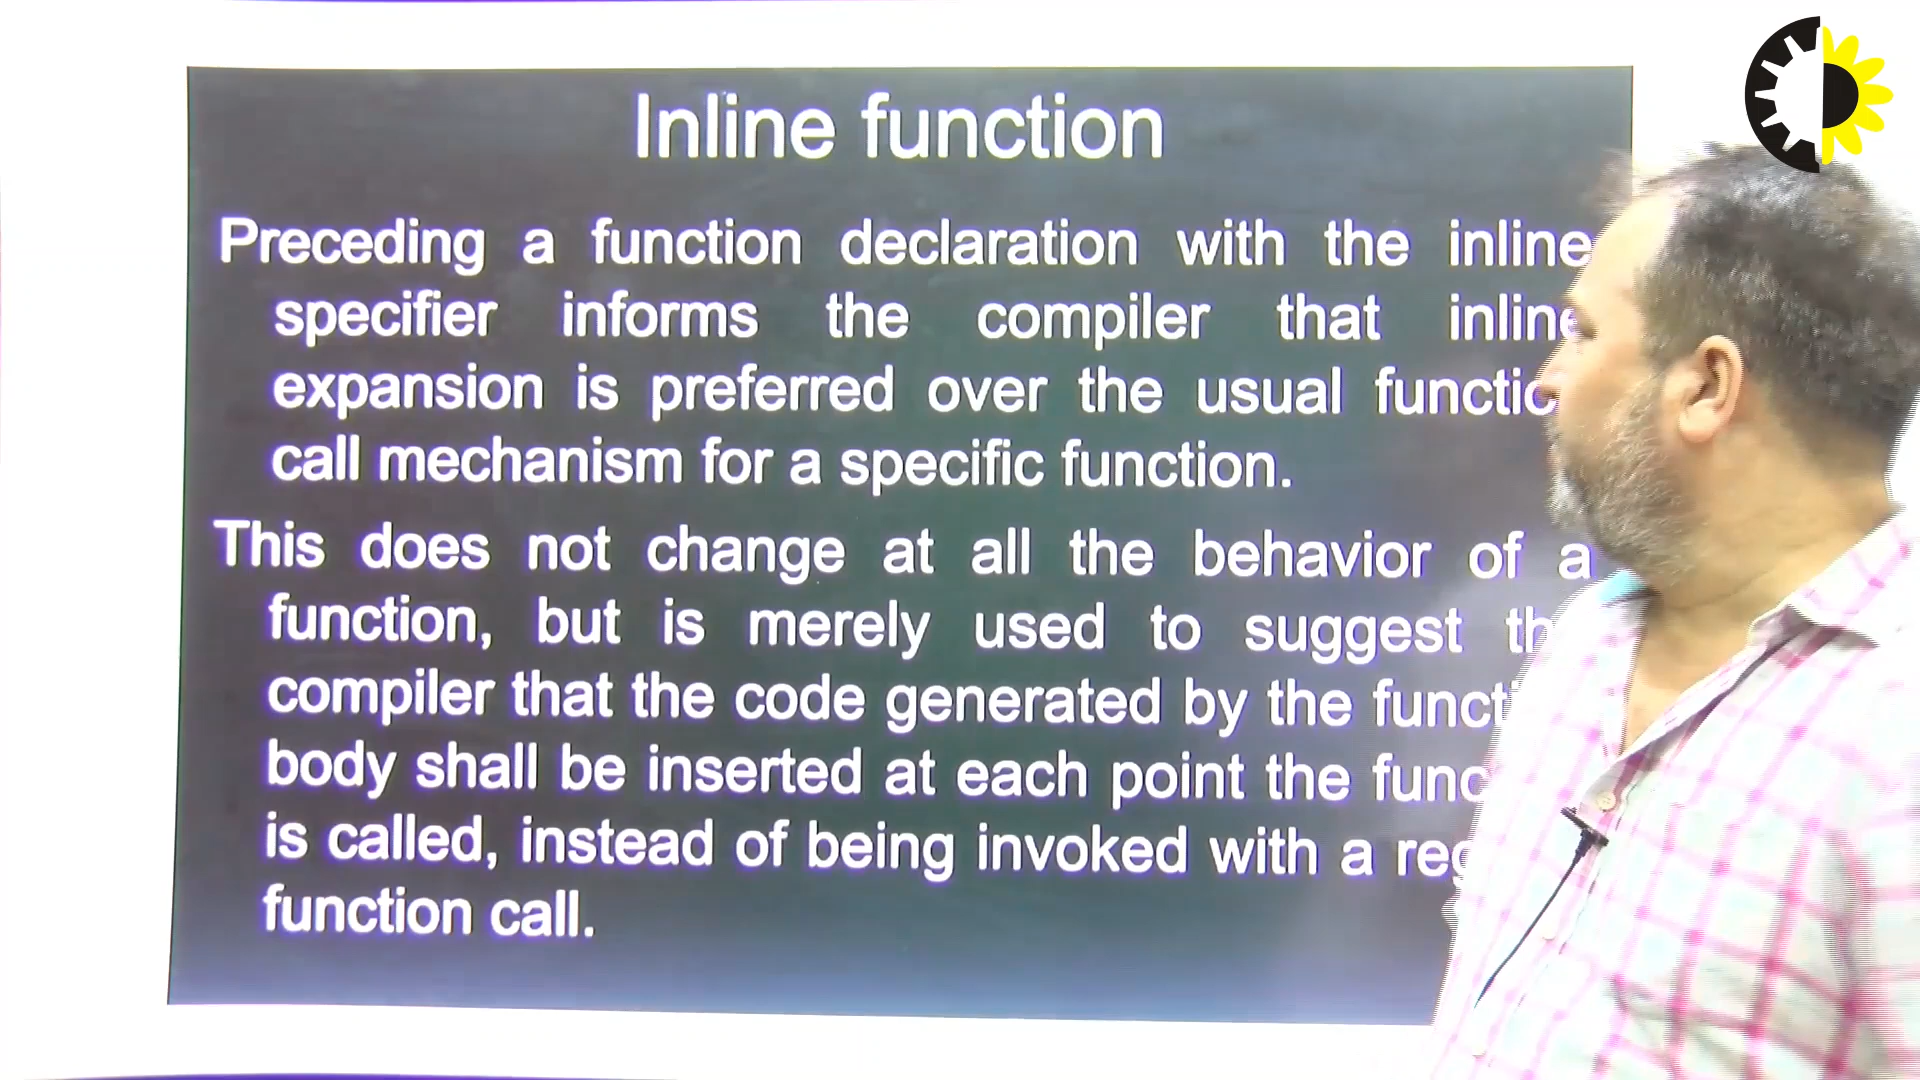 Inline function
Preceding a function declaration with the inline
specifier informs the compiler that inline
expansion is preferred over the usual
call mechanism for a specific function.
This does not change at all the behavior of a
function, but is merely used to suggest
compiler that the code generated by the
body shall be inserted at each point the
is called, instead of being invoked with a
function call.